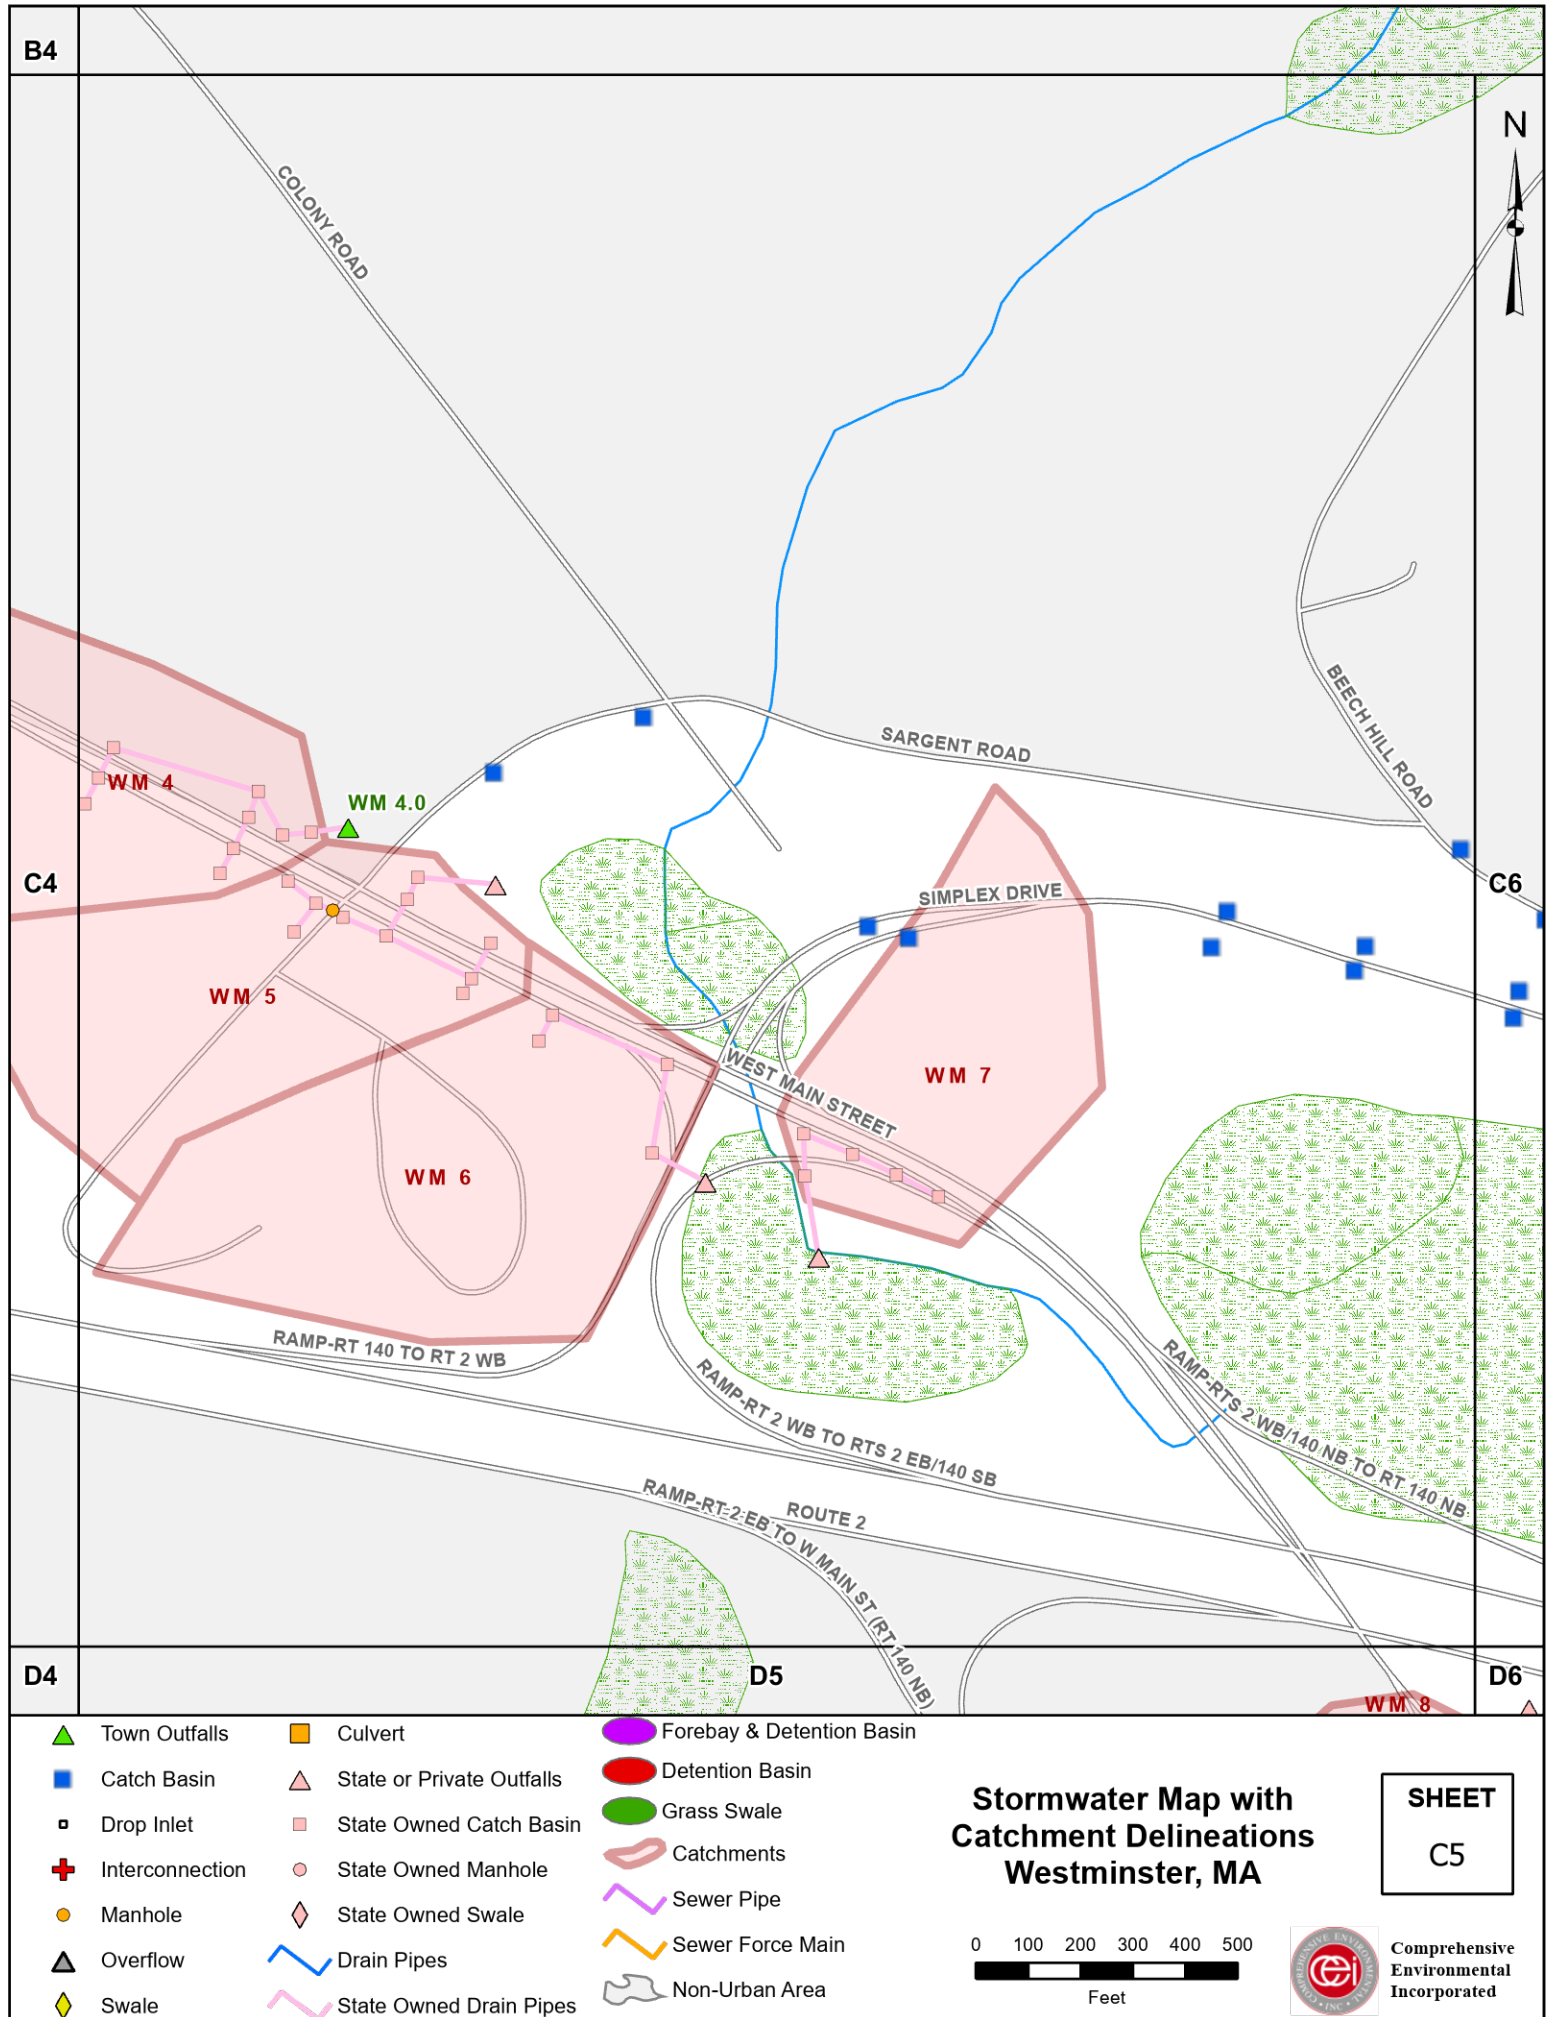 B4
N
COLONY ROAD
BEECH HILL ROAD
SARGENT ROAD
WM 4
WM 4.0
C4
C6
SIMPLEX DRIVE
WM 5
WEST MAIN STREET
WM 7
WM 6
RAMP-RT 140 TO RT 2 WB
RAMP-RT 2 WB TO RTS 2 EB/140 SB
RAMP-RTS 2 WB/140 NB TO RT 140 NB
ROUTE 2
RAMP-RT 2 EB TO W MAIN ST (RT 140 NB)
D4
D5
D6
WM 8
Town Outfalls
Catch Basin
Drop Inlet
Interconnection
Manhole
Overflow
Swale
Culvert
State or Private Outfalls
State Owned Catch Basin
State Owned Manhole
State Owned Swale
Drain Pipes
State Owned Drain Pipes
Forebay & Detention Basin
Detention Basin
Grass Swale
Catchments
Sewer Pipe
Sewer Force Main
Non-Urban Area
Stormwater Map with
Catchment Delineations
Westminster, MA
SHEET
C5
0 100 200 300 400 500
Feet
COMPREHENSIVE ENVIRONMENTAL • INC •
cei
Comprehensive
Environmental
Incorporated